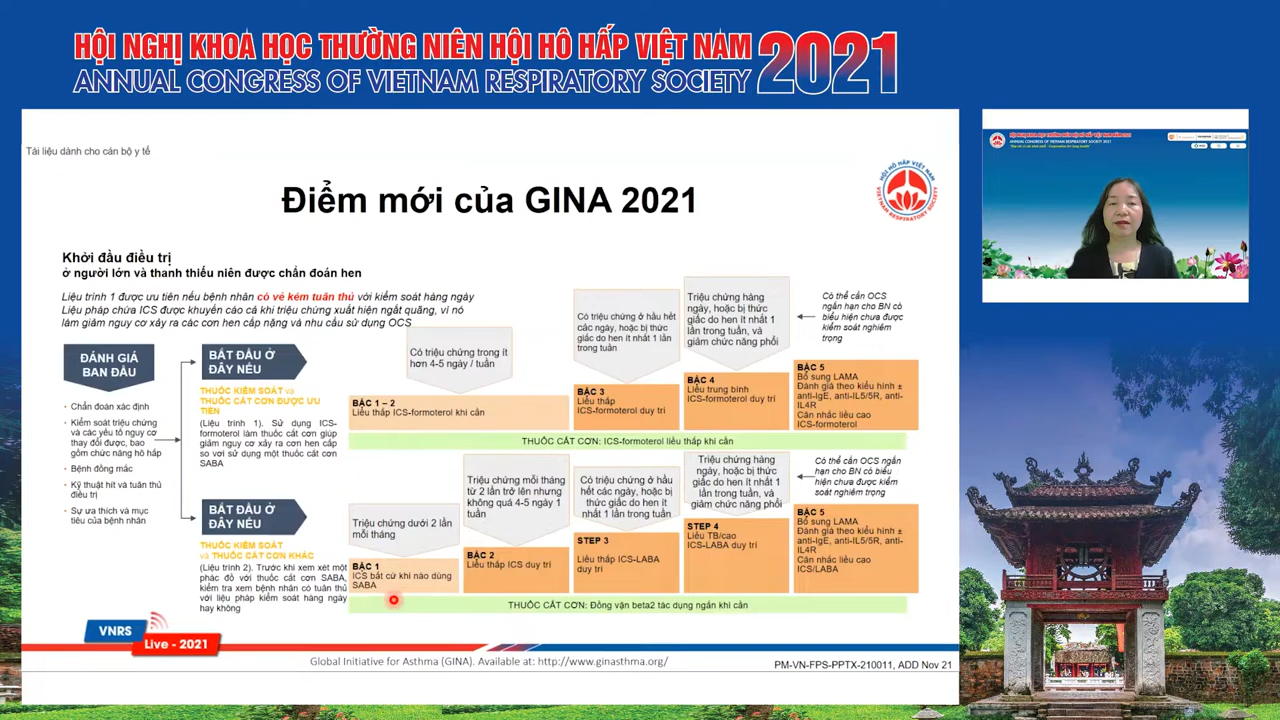 HỘI NGHỊ KHOA HỌC THƯỜNG NIÊN HỘI HÔ HẤP VIỆT NAM 2021
ANNUAL CONGRESS OF VIETNAM RESPIRATORY SOCIETY
Tài liệu dành cho cán bộ y tế
Điểm mới của GINA 2021
HỘI HÔ HẤP VIỆT NAM
VIETNAM RESPIRATORY SOCIETY
Khởi đầu điều trị
ở người lớn và thanh thiếu niên được chẩn đoán hen
Liệu trình 1 được ưu tiên nếu bệnh nhân có vẻ kém tuân thủ với kiểm soát hàng ngày
Liệu pháp chứa ICS được khuyến cáo cả khi triệu chứng xuất hiện ngắt quãng, vì nó
làm giảm nguy cơ xảy ra các cơn hen cấp nặng và nhu cầu sử dụng OCS
ĐÁNH GIÁ
BAN ĐẦU
Chẩn đoán xác định
Kiểm soát triệu chứng
và các yếu tố nguy cơ
thay đổi được, bao
gồm chức năng hô hấp
Bệnh đồng mắc
Kỹ thuật hít và tuân thủ
điều trị
Sự ưa thích và mục
tiêu của bệnh nhân
BẮT ĐẦU Ở
ĐÂY NẾU
THUỐC KIỂM SOÁT và
THUỐC CẮT CƠN ĐƯỢC ƯU
TIÊN
(Liệu trình 1). Sử dụng ICS-
formoterol làm thuốc cắt cơn giúp
giảm nguy cơ xảy ra cơn hen cấp
so với sử dụng một thuốc cắt cơn
SABA
Có triệu chứng trong ít
hơn 4-5 ngày / tuần
Có triệu chứng ở hầu hết
các ngày, hoặc bị thức
giấc do hen ít nhất 1 lần
trong tuần
Triệu chứng hàng
ngày, hoặc bị thức
giấc do hen ít nhất 1
lần trong tuần, và
giảm chức năng phổi
Có thể cần OCS
ngắn hạn cho BN có
biểu hiện chưa được
kiểm soát nghiêm
trọng
BẬC 1 – 2
Liều thấp ICS-formoterol khi cần
BẬC 3
Liều thấp
ICS-formoterol duy trì
BẬC 4
Liều trung bình
ICS-formoterol duy trì
BẬC 5
Bổ sung LAMA
Đánh giá theo kiểu hình ±
anti-IgE, anti-IL5/5R, anti-
IL4R
Cân nhắc liều cao
ICS-formoterol
THUỐC CẮT CƠN: ICS-formoterol liều thấp khi cần
BẮT ĐẦU Ở
ĐÂY NẾU
THUỐC KIỂM SOÁT
và THUỐC CẮT CƠN KHÁC
(Liệu trình 2). Trước khi xem xét một
phác đồ với thuốc cắt cơn SABA,
kiểm tra xem bệnh nhân có tuân thủ
với liệu pháp kiểm soát hàng ngày
hay không
Triệu chứng dưới 2 lần
mỗi tháng
Triệu chứng mỗi tháng
từ 2 lần trở lên nhưng
không quá 4-5 ngày 1
tuần
Có triệu chứng ở hầu
hết các ngày, hoặc bị
thức giấc do hen ít
nhất 1 lần trong tuần
Triệu chứng hàng
ngày, hoặc bị thức
giấc do hen ít nhất 1
lần trong tuần, và
giảm chức năng phổi
Có thể cần OCS ngắn
hạn cho BN có biểu
hiện chưa được kiểm
soát nghiêm trọng
BẬC 1
ICS bất cứ khi nào dùng
SABA
BẬC 2
Liều thấp ICS duy trì
STEP 3
Liều thấp ICS-LABA
duy trì
STEP 4
Liều TB/cao
ICS-LABA duy trì
BẬC 5
Bổ sung LAMA
Đánh giá theo kiểu hình ±
anti-IgE, anti-IL5/5R, anti-
IL4R
Cân nhắc liều cao
ICS/LABA
THUỐC CẮT CƠN: Đồng vận beta2 tác dụng ngắn khi cần
VNRS
Live - 2021
Global Initiative for Asthma (GINA). Available at: http://www.ginasthma.org/
PM-VN-FPS-PPTX-210011, ADD Nov 21
HỘI NGHỊ KHOA HỌC THƯỜNG NIÊN HỘI HÔ HẤP VIỆT NAM NĂM 2021
ANNUAL CONGRESS OF VIETNAM RESPIRATORY SOCIETY 2021